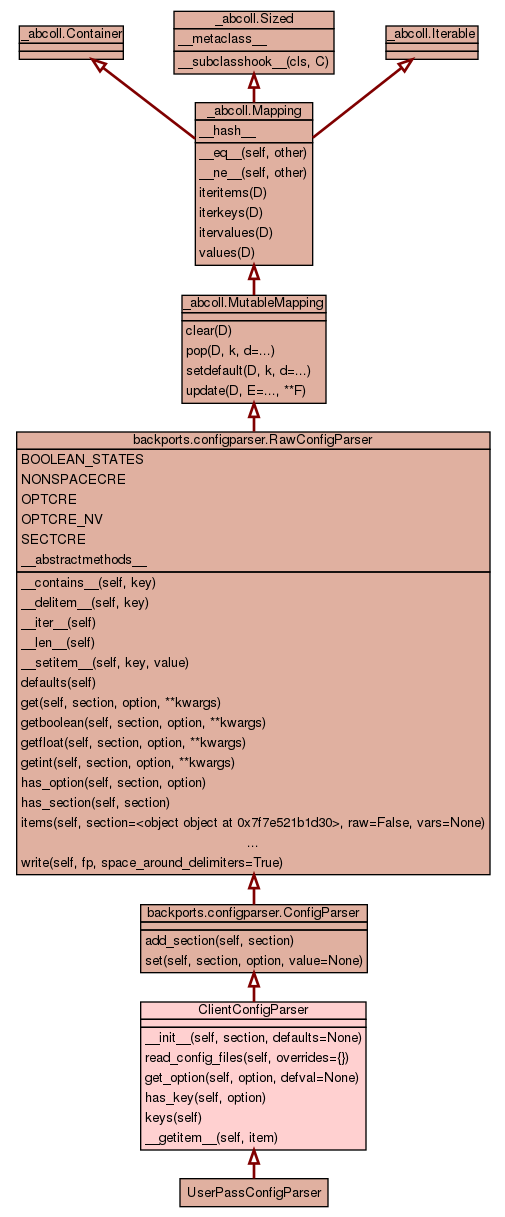 _abcoll.Sized
__metaclass__
__subclasshook__(cls, C)
_abcoll.Container
_abcoll.Iterable
_abcoll.Mapping
__hash__
__eq__(self, other)
__ne__(self, other)
iteritems(D)
iterkeys(D)
itervalues(D)
values(D)
_abcoll.MutableMapping
clear(D)
pop(D, k, d=...)
setdefault(D, k, d=...)
update(D, E=..., **F)
backports.configparser.RawConfigParser
BOOLEAN_STATES
NONSPACECRE
OPTCRE
OPTCRE_NV
SECTCRE
__abstractmethods__
__contains__(self, key)
__delitem__(self, key)
__iter__(self)
__len__(self)
__setitem__(self, key, value)
defaults(self)
get(self, section, option, **kwargs)
getboolean(self, section, option, **kwargs)
getfloat(self, section, option, **kwargs)
getint(self, section, option, **kwargs)
has_option(self, section, option)
has_section(self, section)
items(self, section=<object object at 0x7f7e521b1d30>, raw=False, vars=None)
...
write(self, fp, space_around_delimiters=True)
backports.configparser.ConfigParser
add_section(self, section)
set(self, section, option, value=None)
ClientConfigParser
__init__(self, section, defaults=None)
read_config_files(self, overrides={})
get_option(self, option, defval=None)
has_key(self, option)
keys(self)
__getitem__(self, item)
UserPassConfigParser